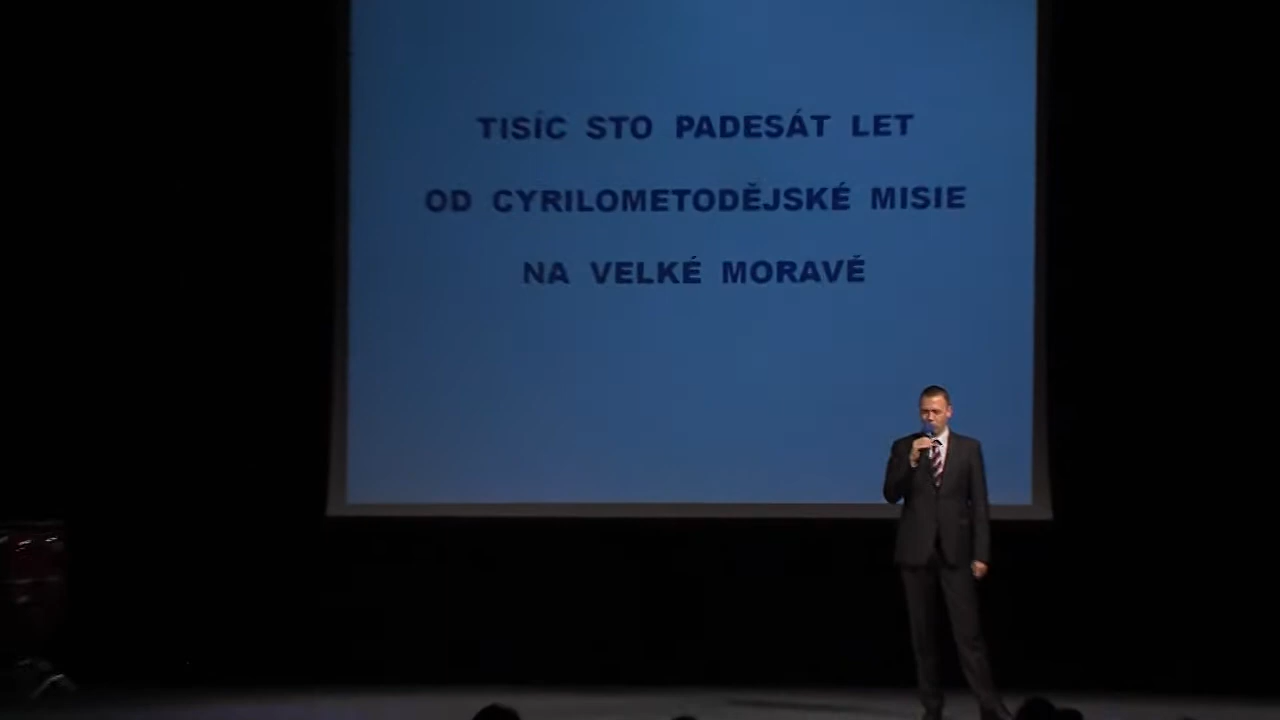 TISÍC STO PADESÁT LET
OD CYRILOMETODĚJSKÉ MISIE
NA VELKÉ MORAVĚ